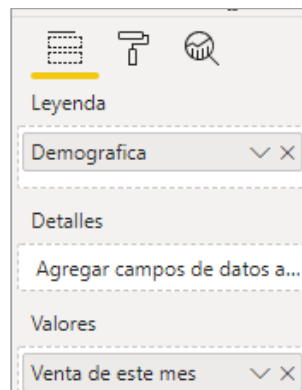 Leyenda
Demografica
Detalles
Agregar campos de datos a...
Valores
Venta de este mes